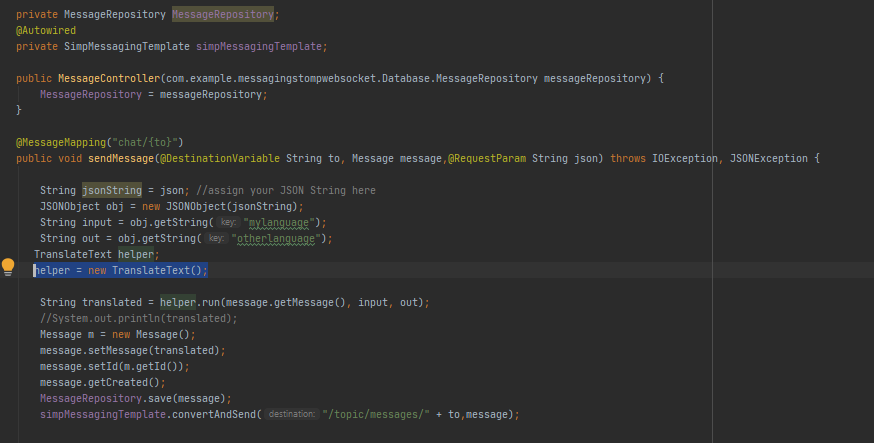 private MessageRepository MessageRepository;
@Autowired
private SimpMessagingTemplate simpMessagingTemplate;
public MessageController(com.example.messagingstompwebsocket.Database.MessageRepository messageRepository) {
MessageRepository = messageRepository;
}
@MessageMapping("chat/{to}")
public void sendMessage(@DestinationVariable String to, Message message,@RequestParam String json) throws IOException, JSONException {
String jsonString = json; //assign your JSON String here
JSONObject obj = new JSONObject(jsonString);
String input = obj.getString( key: "mylanguage");
String out = obj.getString( key: "otherlanguage");
TranslateText helper;
helper = new TranslateText();
String translated = helper.run(message.getMessage(), input, out);
//System.out.println(translated);
Message m = new Message();
message.setMessage(translated);
message.setId(m.getId());
message.getCreated();
MessageRepository.save(message);
simpMessagingTemplate.convertAndSend( destination: "/topic/messages/" + to,message);